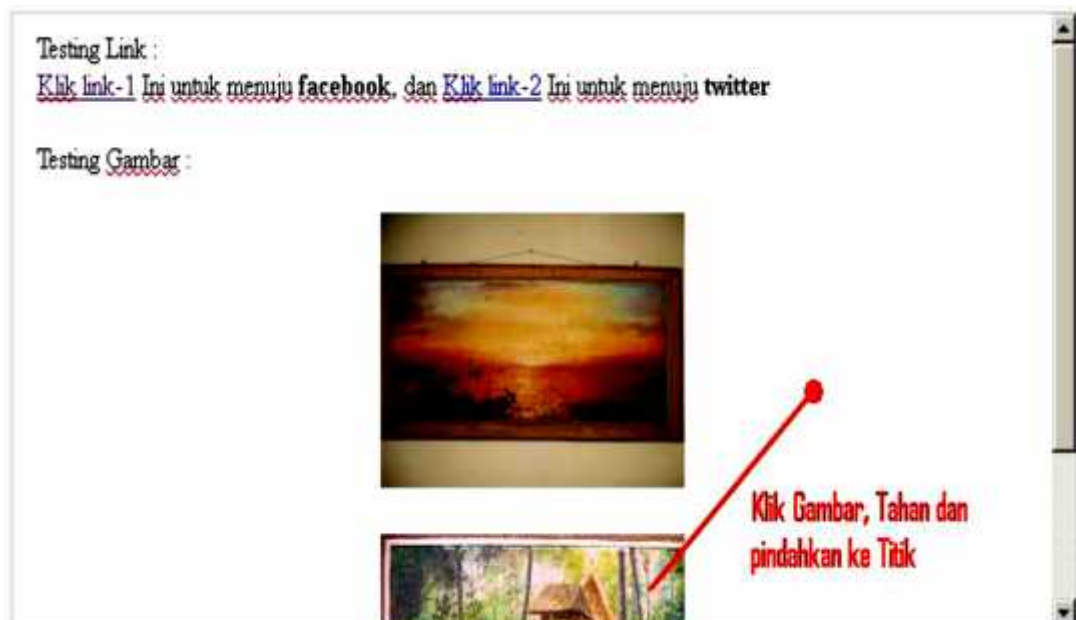 Testing Link :
Klik link-1 Ini untuk menuju facebook, dan Klik link-2 Ini untuk menuju twitter
Testing Gambar :
Klik Gambar, Tahan dan
pindahkan ke Titik